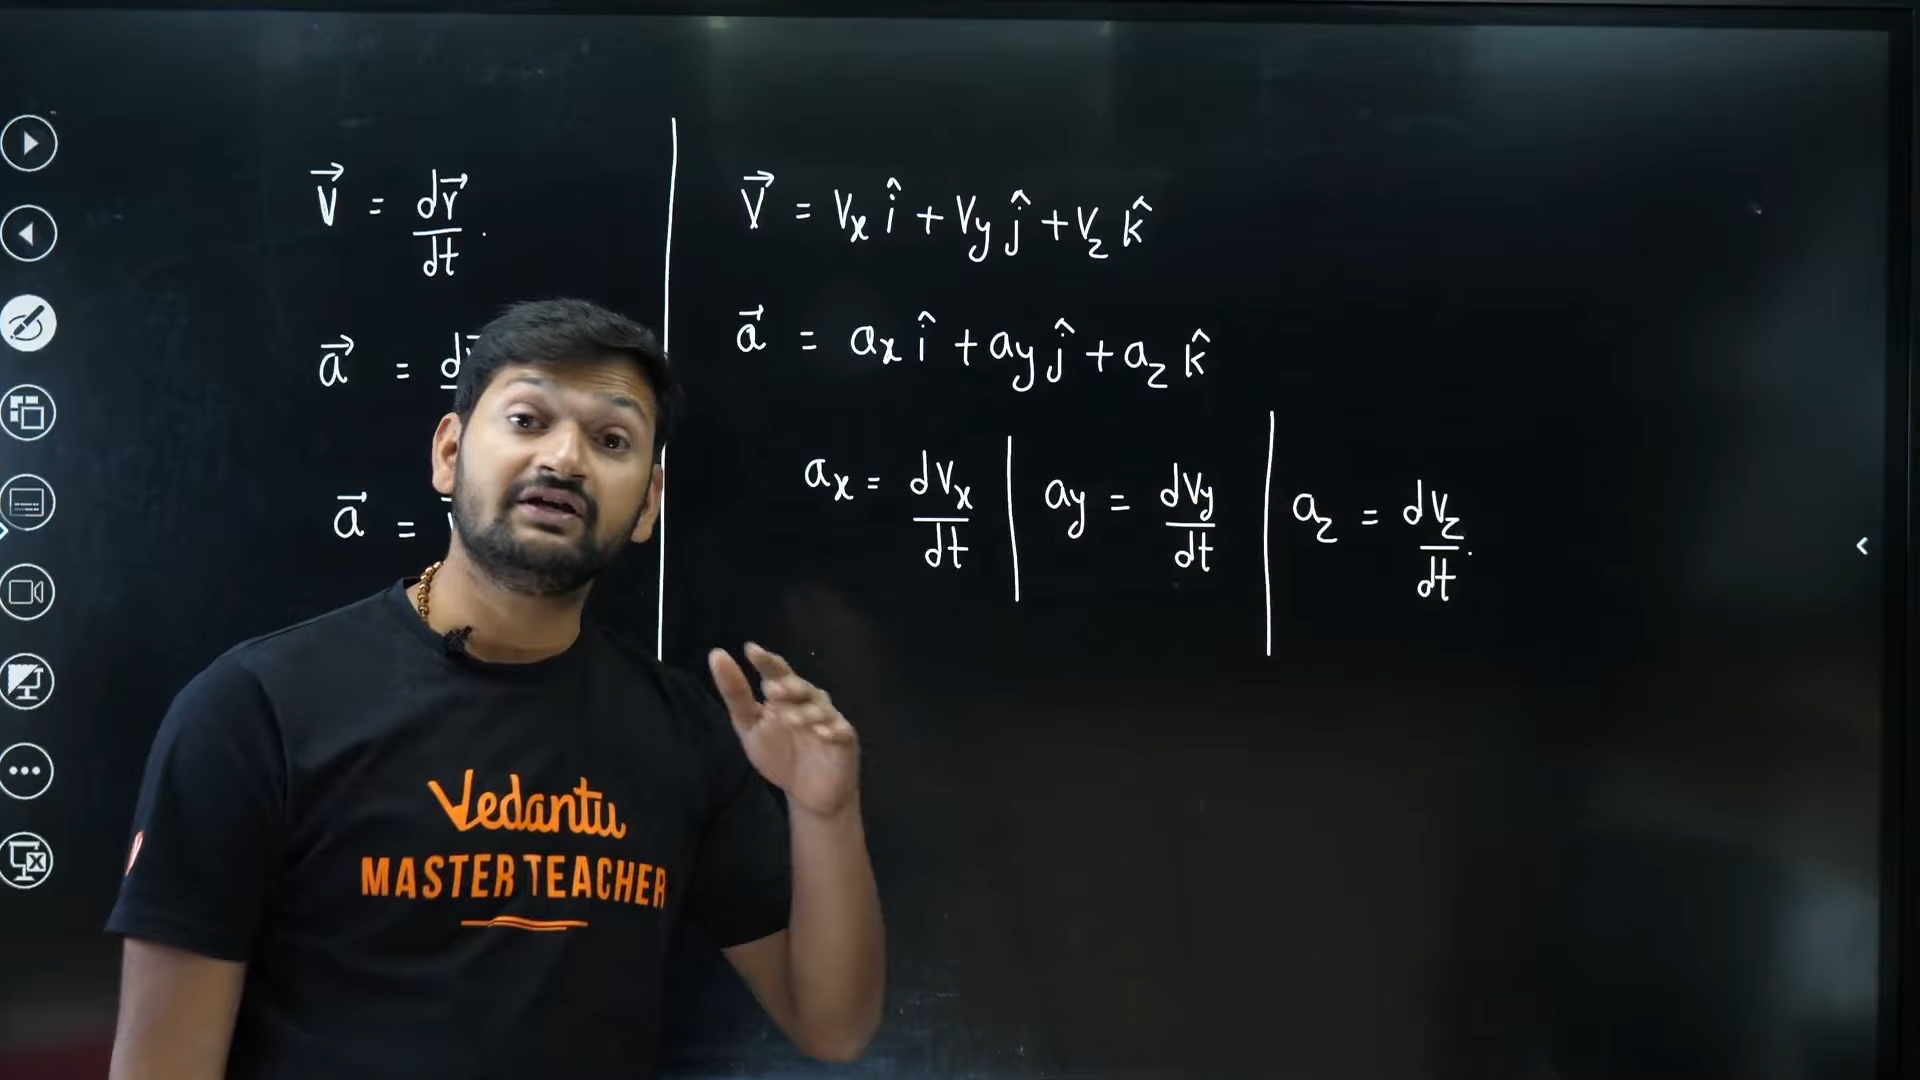 V⃗ = dr⃗/dt
a⃗ = d
a⃗ =
V⃗ = Vx î + Vy ĵ + Vz k̂
a⃗ = ax î + ay ĵ + az k̂
ax = dVx/dt | ay = dVy/dt | az = dVz/dt
Vedantu
MASTER TEACHER